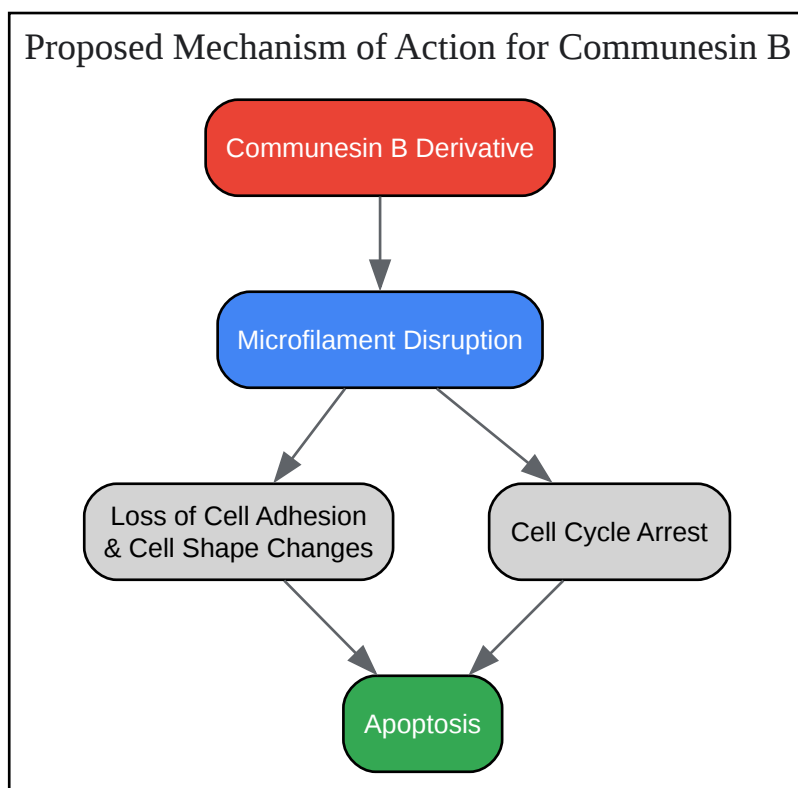 Proposed Mechanism of Action for Communesin B
Communesin B Derivative
Microfilament Disruption
Loss of Cell Adhesion
& Cell Shape Changes
Cell Cycle Arrest
Apoptosis